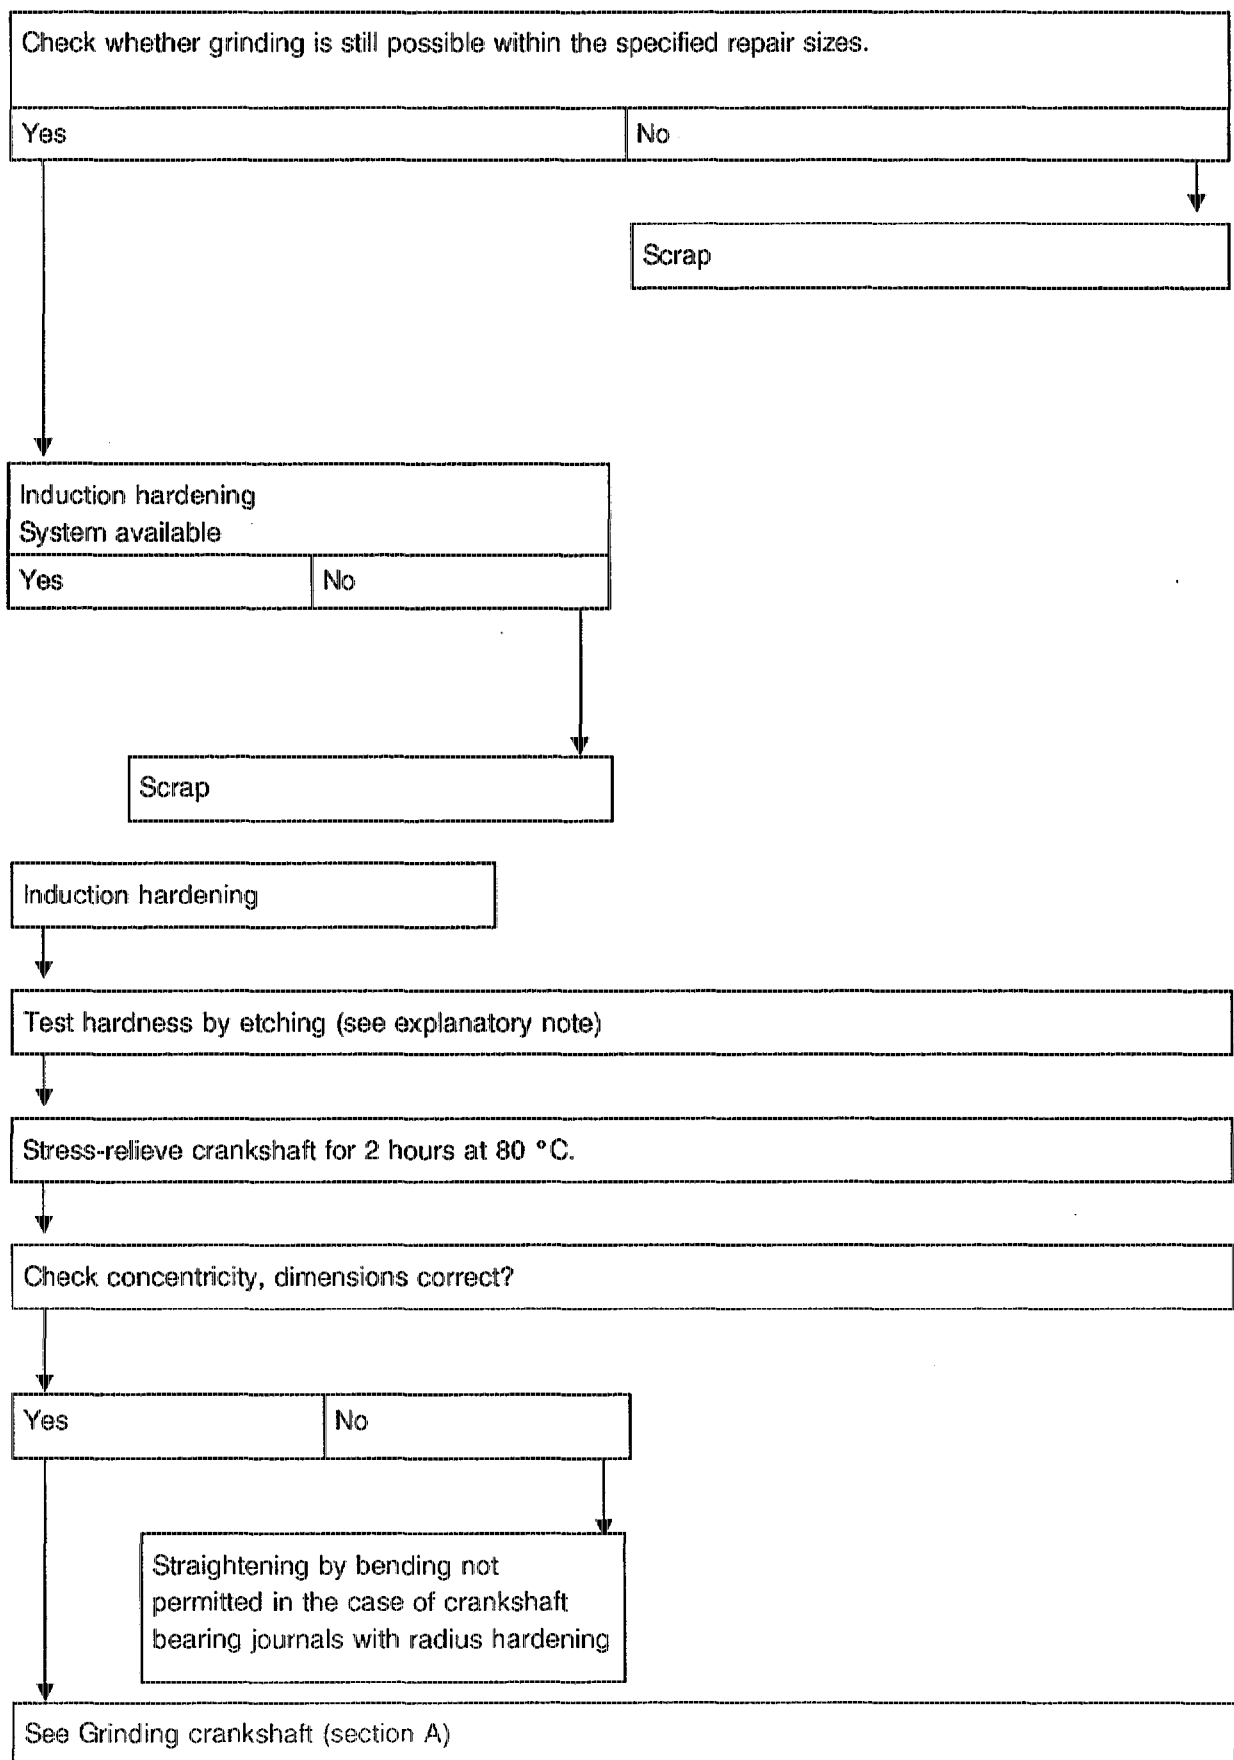 Check whether grinding is still possible within the specified repair sizes.
Yes
No
Scrap
Induction hardening
System available
Yes
No
Scrap
Induction hardening
Test hardness by etching (see explanatory note)
Stress-relieve crankshaft for 2 hours at 80 °C.
Check concentricity, dimensions correct?
Yes
No
Straightening by bending not
permitted in the case of crankshaft
bearing journals with radius hardening
See Grinding crankshaft (section A)